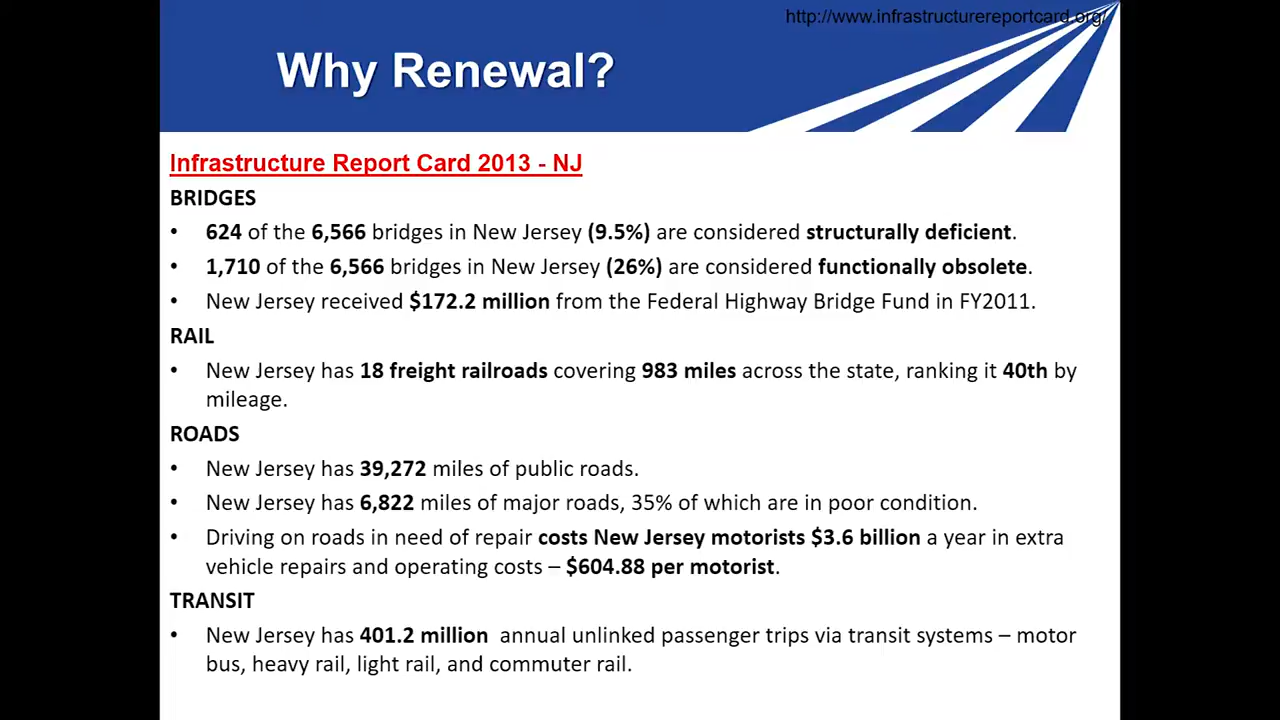 http://www.infrastructurereportcard.org/
Why Renewal?
Infrastructure Report Card 2013 - NJ
BRIDGES
• 624 of the 6,566 bridges in New Jersey (9.5%) are considered structurally deficient.
• 1,710 of the 6,566 bridges in New Jersey (26%) are considered functionally obsolete.
• New Jersey received $172.2 million from the Federal Highway Bridge Fund in FY2011.
RAIL
• New Jersey has 18 freight railroads covering 983 miles across the state, ranking it 40th by
mileage.
ROADS
• New Jersey has 39,272 miles of public roads.
• New Jersey has 6,822 miles of major roads, 35% of which are in poor condition.
• Driving on roads in need of repair costs New Jersey motorists $3.6 billion a year in extra
vehicle repairs and operating costs – $604.88 per motorist.
TRANSIT
• New Jersey has 401.2 million annual unlinked passenger trips via transit systems – motor
bus, heavy rail, light rail, and commuter rail.